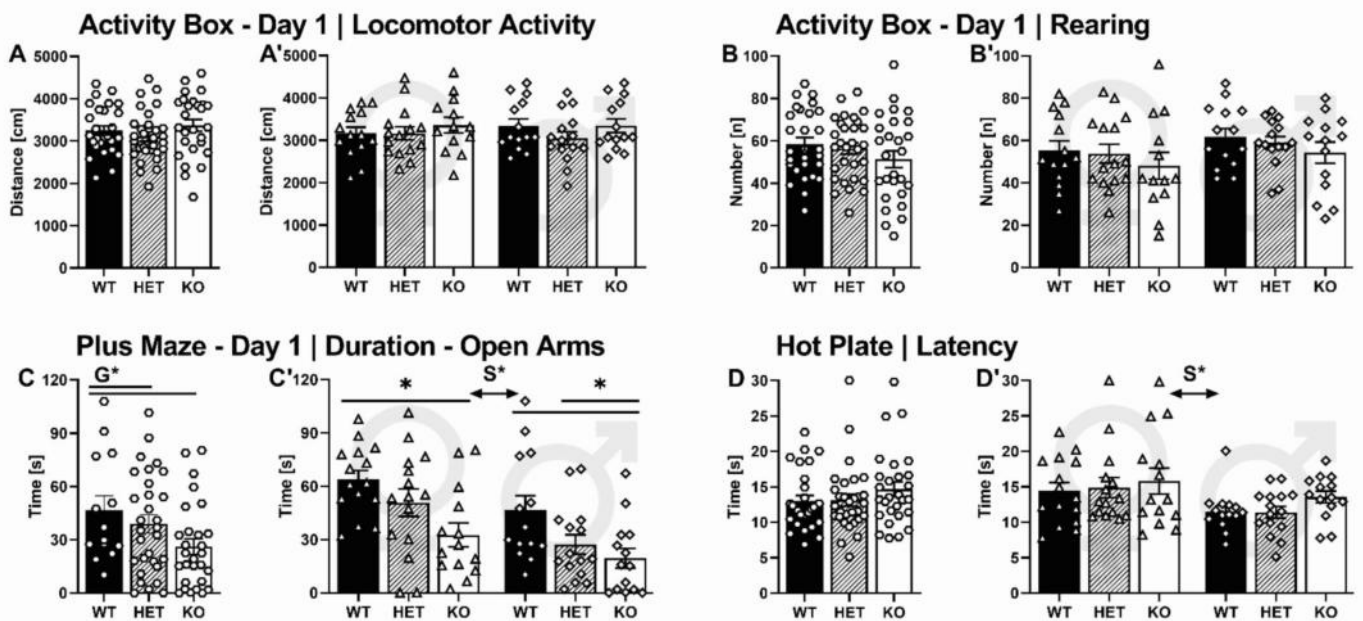 Activity Box - Day 1 | Locomotor Activity
Activity Box - Day 1 | Rearing
A
5000
4000
3000
2000
1000
0
Distance [cm]
WT HET KO
A'
5000
4000
3000
2000
1000
0
Distance [cm]
WT HET KO WT HET KO
B
100
80
60
40
20
0
Number [n]
WT HET KO
B'
100
80
60
40
20
0
Number [n]
WT HET KO WT HET KO
Plus Maze - Day 1 | Duration - Open Arms
Hot Plate | Latency
C
G*
120
90
60
30
0
Time [s]
WT HET KO
C'
* S* *
120
90
60
30
0
Time [s]
WT HET KO WT HET KO
D
30
25
20
15
10
5
0
Time [s]
WT HET KO
D'
S*
30
25
20
15
10
5
0
Time [s]
WT HET KO WT HET KO